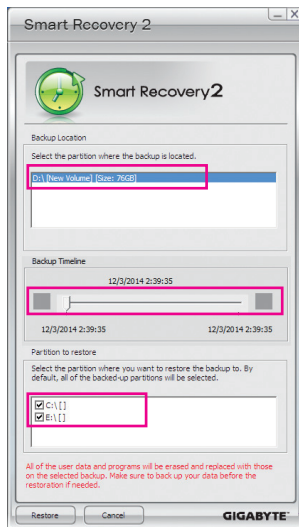 Smart Recovery 2
Smart Recovery2
Backup Location
Select the partition where the backup is located.
D:\ [New Volume] [Size: 76GB]
Backup Timeline
12/3/2014 2:39:35
12/3/2014 2:39:35 12/3/2014 2:39:35
Partition to restore
Select the partition where you want to restore the backup to. By
default, all of the backed-up partitions will be selected.
C:\ [ ]
E:\ [ ]
All of the user data and programs will be erased and replaced with those
on the selected backup. Make sure to back up your data before the
restoration if needed.
Restore Cancel GIGABYTE™